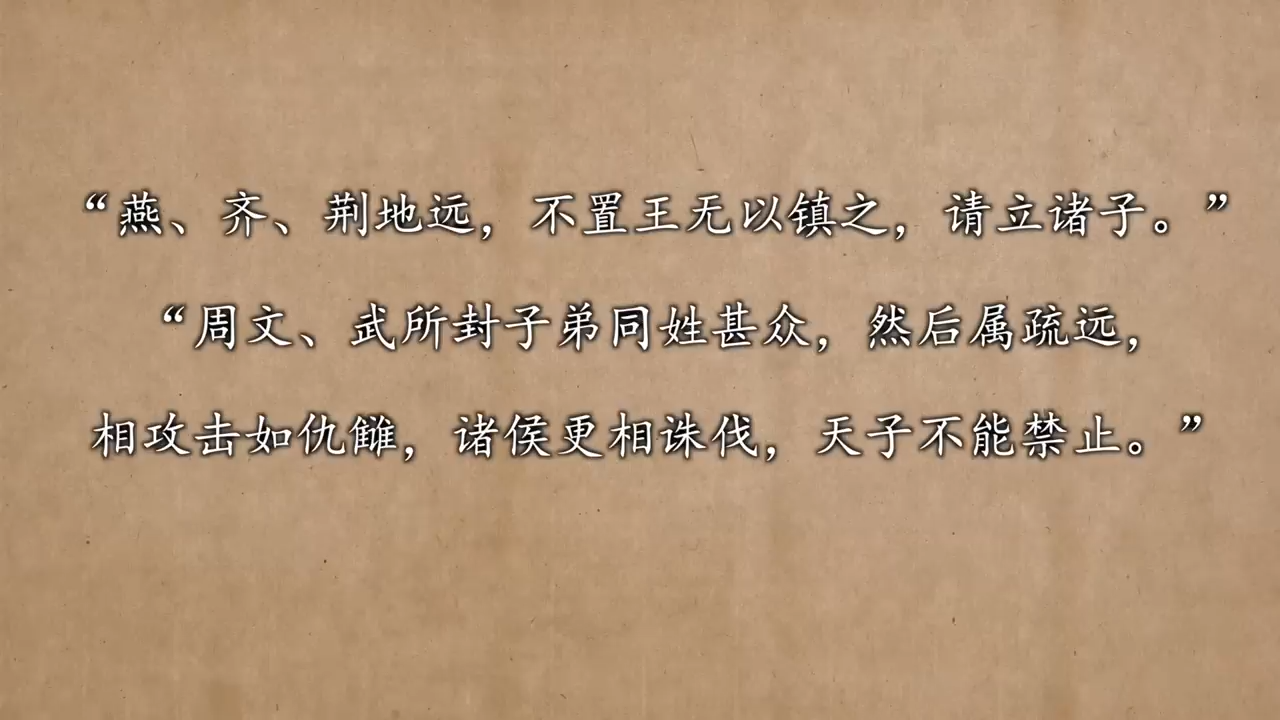 “燕、齐、荆地远，不置王无以镇之，请立诸子。”
“周文、武所封子弟同姓甚众，然后属疏远，
相攻击如仇雠，诸侯更相诛伐，天子不能禁止。”